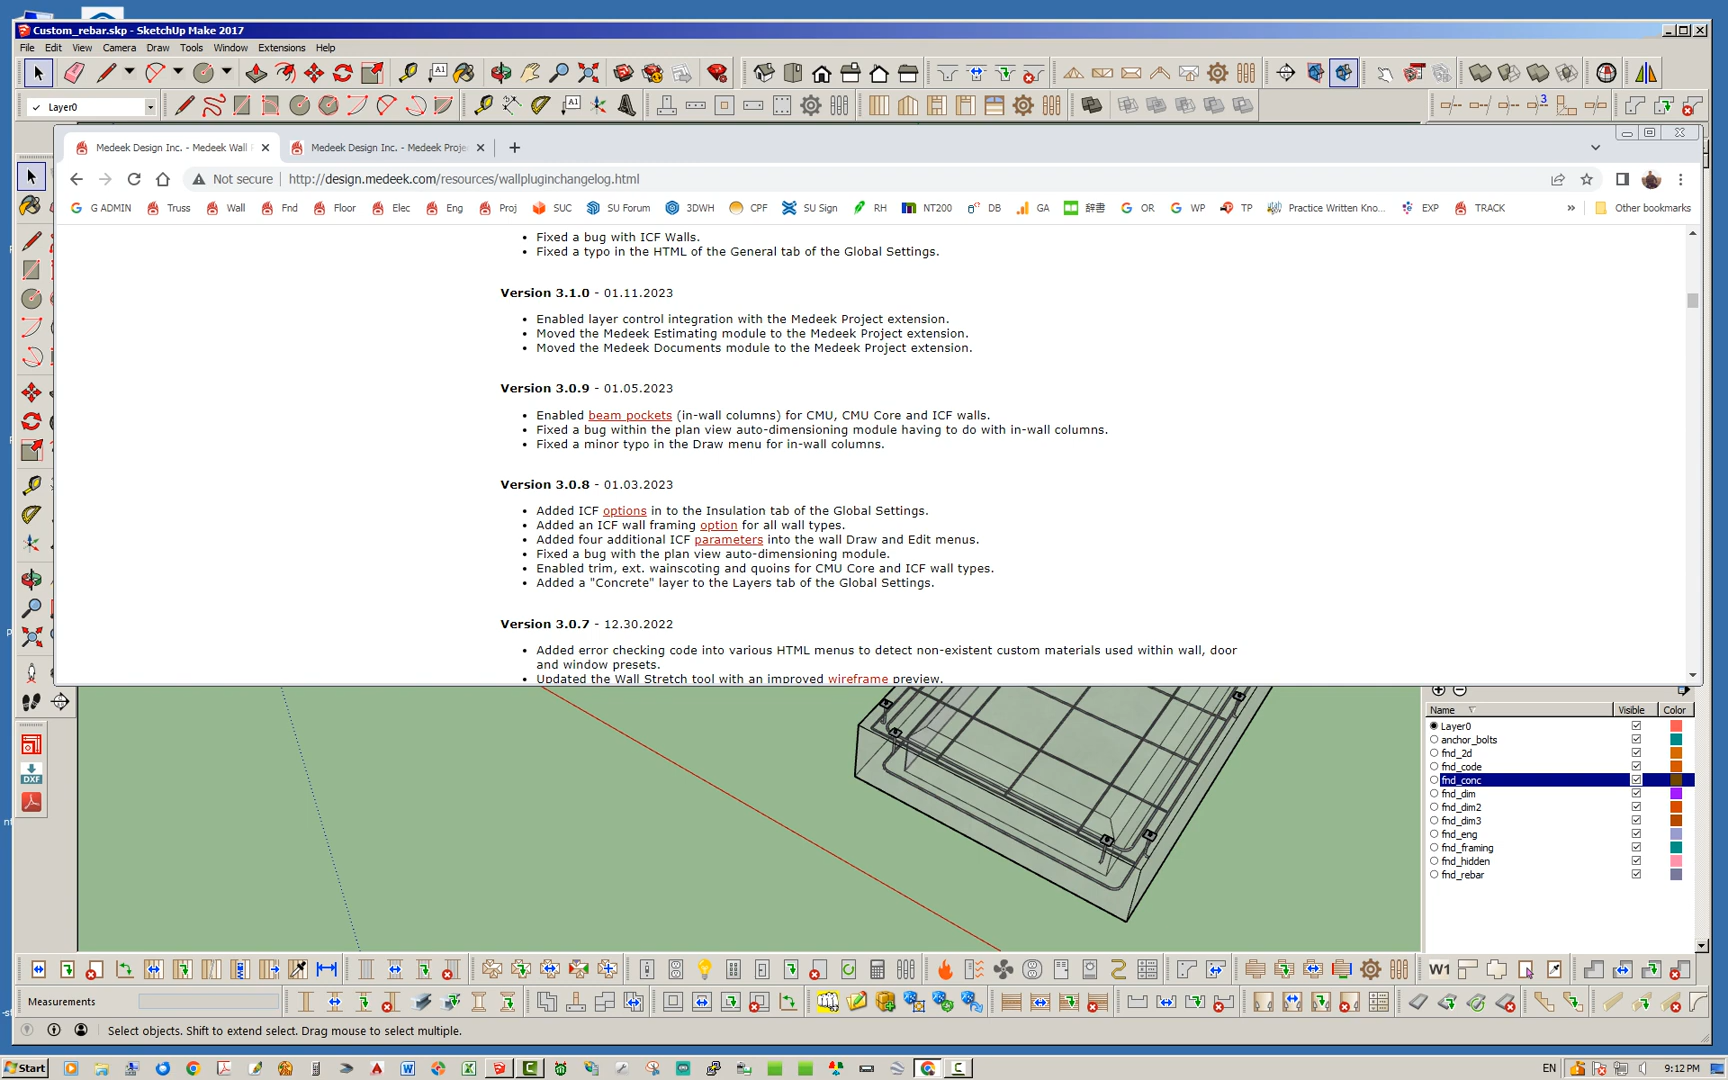 Custom_rebar.skp - SketchUp Make 2017
File Edit View Camera Draw Tools Window Extensions Help
Layer0
Medeek Design Inc. - Medeek Wall
Medeek Design Inc. - Medeek Proje
Not secure
http://design.medeek.com/resources/wallpluginchangelog.html
G ADMIN Truss Wall Fnd Floor Elec Eng Proj SUC SU Forum 3DWH CPF SU Sign RH NT200 DB GA 辞書 OR WP TP Practice Written Kno... EXP TRACK » Other bookmarks
• Fixed a bug with ICF Walls.
• Fixed a typo in the HTML of the General tab of the Global Settings.
Version 3.1.0 - 01.11.2023
• Enabled layer control integration with the Medeek Project extension.
• Moved the Medeek Estimating module to the Medeek Project extension.
• Moved the Medeek Documents module to the Medeek Project extension.
Version 3.0.9 - 01.05.2023
• Enabled beam pockets (in-wall columns) for CMU, CMU Core and ICF walls.
• Fixed a bug within the plan view auto-dimensioning module having to do with in-wall columns.
• Fixed a minor typo in the Draw menu for in-wall columns.
Version 3.0.8 - 01.03.2023
• Added ICF options in to the Insulation tab of the Global Settings.
• Added an ICF wall framing option for all wall types.
• Added four additional ICF parameters into the wall Draw and Edit menus.
• Fixed a bug with the plan view auto-dimensioning module.
• Enabled trim, ext. wainscoting and quoins for CMU Core and ICF wall types.
• Added a "Concrete" layer to the Layers tab of the Global Settings.
Version 3.0.7 - 12.30.2022
• Added error checking code into various HTML menus to detect non-existent custom materials used within wall, door
and window presets.
• Updated the Wall Stretch tool with an improved wireframe preview.
Name Visible Color
Layer0
anchor_bolts
fnd_2d
fnd_code
fnd_conc
fnd_dim
fnd_dim2
fnd_dim3
fnd_eng
fnd_framing
fnd_hidden
fnd_rebar
W1
Measurements
Select objects. Shift to extend select. Drag mouse to select multiple.
Start
EN
9:12 PM